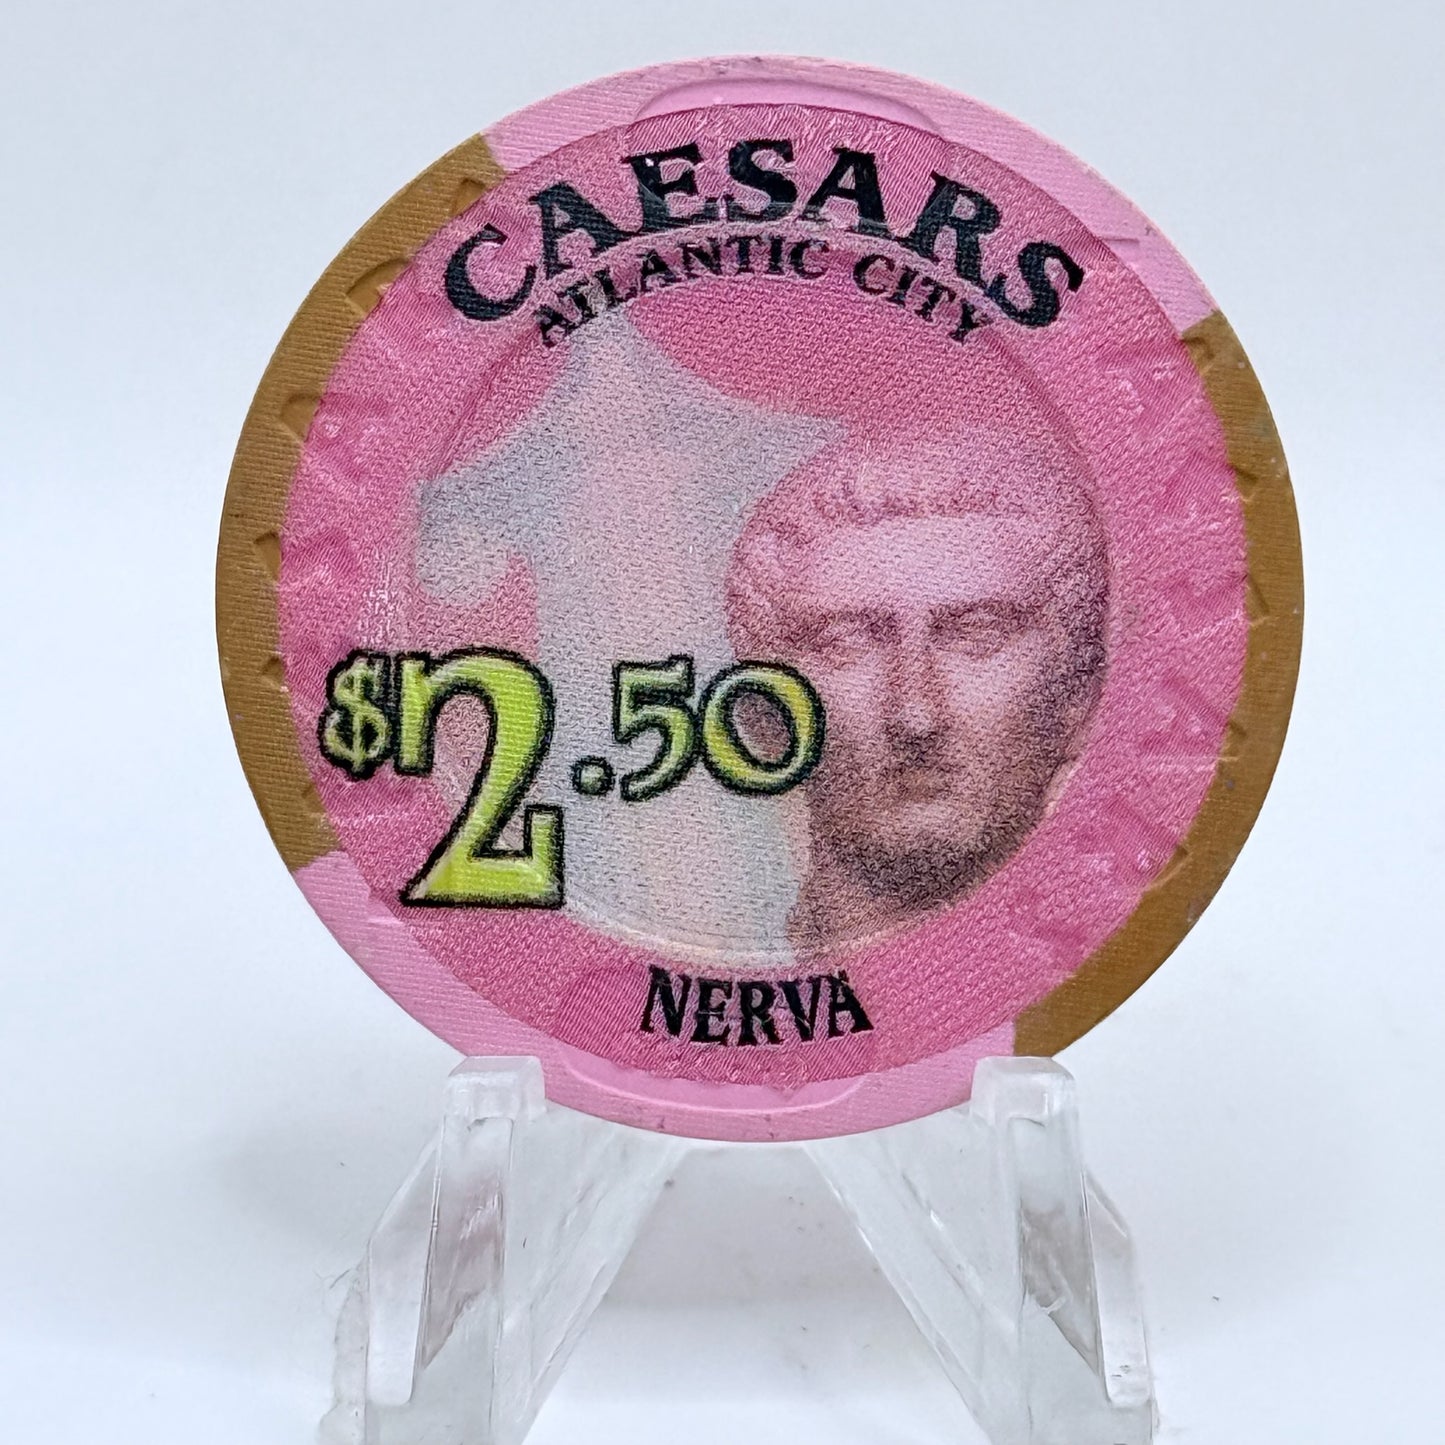 CAESARS
ATLANTIC CITY
$2.50
NERVA